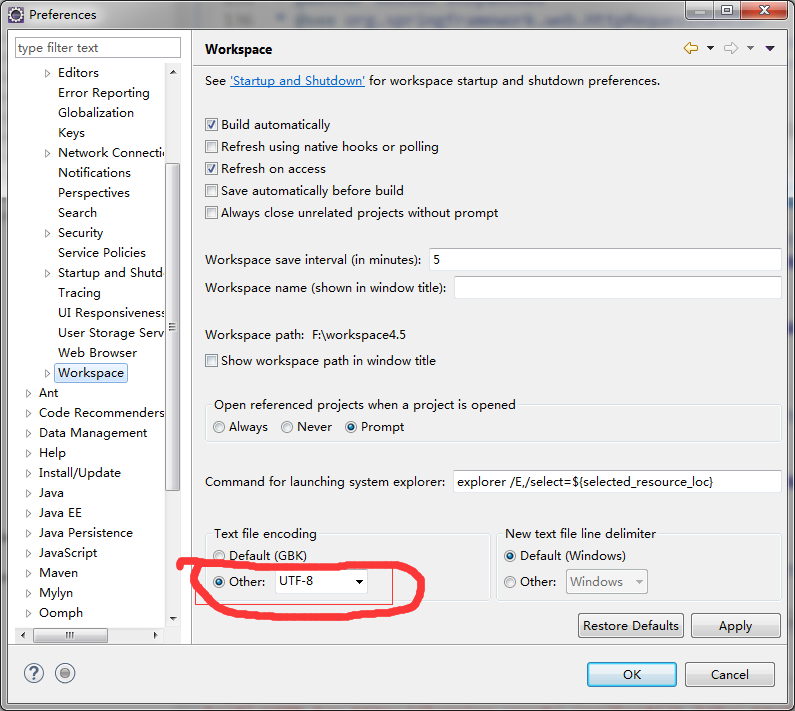 Preferences
136 * @see org.springframework.web.HttpReque
type filter text
Editors
Error Reporting
Globalization
Keys
Network Connecti
Notifications
Perspectives
Search
Security
Service Policies
Startup and Shutd
Tracing
UI Responsiveness
User Storage Serv
Web Browser
Workspace
Ant
Code Recommenders
Data Management
Help
Install/Update
Java
Java EE
Java Persistence
JavaScript
Maven
Mylyn
Oomph
Workspace
See 'Startup and Shutdown' for workspace startup and shutdown preferences.
Build automatically
Refresh using native hooks or polling
Refresh on access
Save automatically before build
Always close unrelated projects without prompt
Workspace save interval (in minutes): 5
Workspace name (shown in window title):
Workspace path: F:\workspace4.5
Show workspace path in window title
Open referenced projects when a project is opened
Always Never Prompt
Command for launching system explorer: explorer /E,/select=${selected_resource_loc}
Text file encoding
Default (GBK)
Other: UTF-8
New text file line delimiter
Default (Windows)
Other: Windows
Restore Defaults Apply
OK Cancel